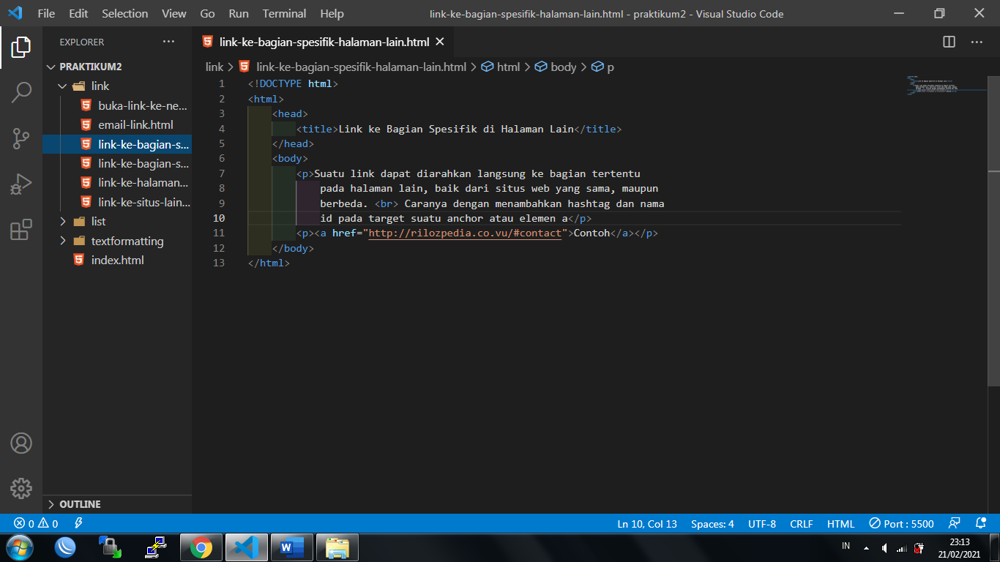 File Edit Selection View Go Run Terminal Help link-ke-bagian-spesifik-halaman-lain.html - praktikum2 - Visual Studio Code
EXPLORER
PRAKTIKUM2
link
buka-link-ke-ne...
email-link.html
link-ke-bagian-s...
link-ke-bagian-s...
link-ke-halaman...
link-ke-situs-lain...
list
textformatting
index.html
OUTLINE
link-ke-bagian-spesifik-halaman-lain.html
link > link-ke-bagian-spesifik-halaman-lain.html > html > body > p
1 <!DOCTYPE html>
2 <html>
3 <head>
4 <title>Link ke Bagian Spesifik di Halaman Lain</title>
5 </head>
6 <body>
7 <p>Suatu link dapat diarahkan langsung ke bagian tertentu
8 pada halaman lain, baik dari situs web yang sama, maupun
9 berbeda. <br> Caranya dengan menambahkan hashtag dan nama
10 id pada target suatu anchor atau elemen a</p>
11 <p><a href="http://rilozpedia.co.vu/#contact">Contoh</a></p>
12 </body>
13 </html>
0 0 Ln 10, Col 13 Spaces: 4 UTF-8 CRLF HTML Port : 5500
IN 23:13
21/02/2021